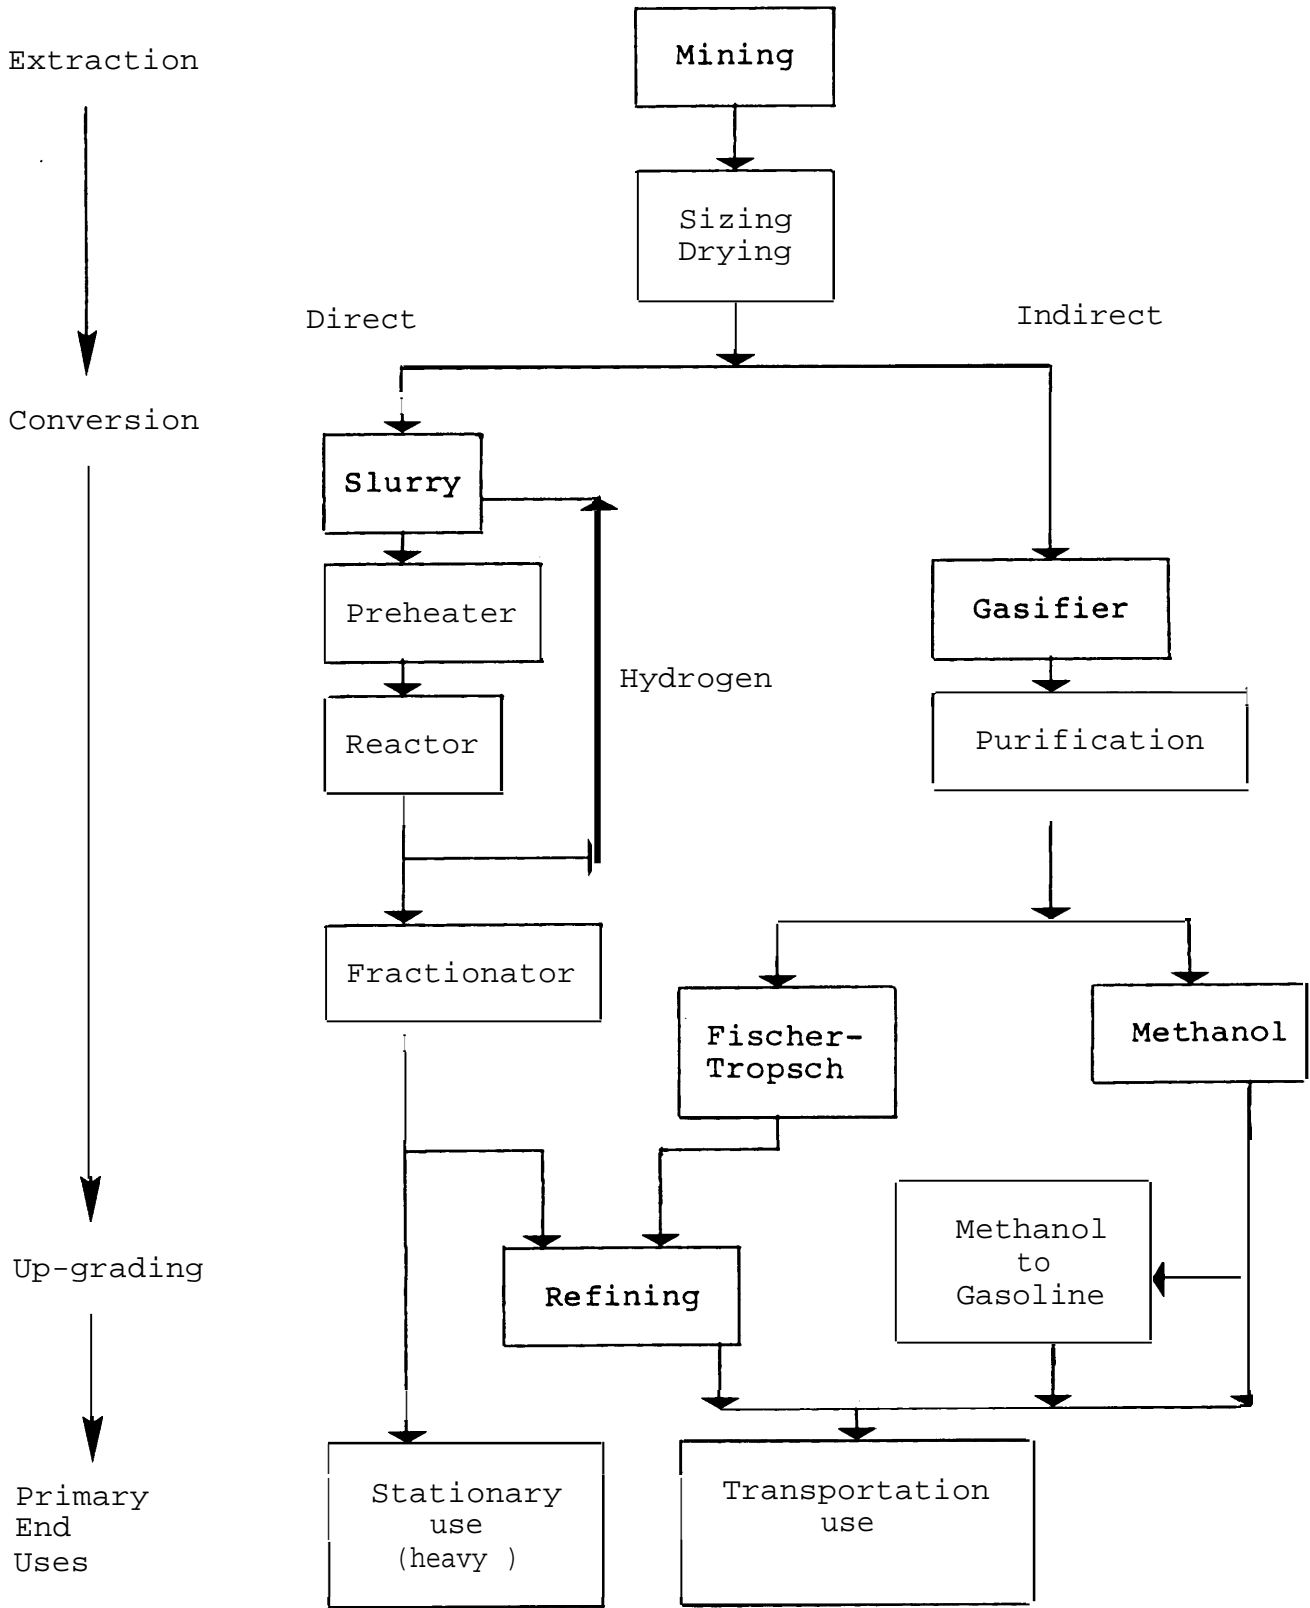 Extraction
Mining
Sizing
Drying
Direct
Indirect
Conversion
Slurry
Preheater
Gasifier
Hydrogen
Reactor
Purification
Fractionator
Fischer-
Tropsch
Methanol
Methanol
to
Gasoline
Up-grading
Refining
Primary
End
Uses
Stationary
use
(heavy )
Transportation
use